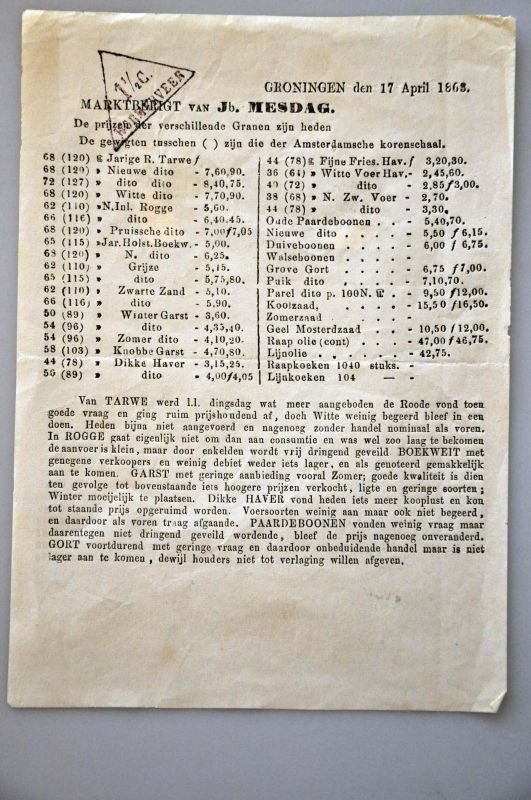 1½ C.
GRONINGEN den 17 April 1863.
MARKTBERIGT VAN Jb. MESDAG.
De prijzen der verschillende Granen zijn heden
De gewigten tusschen ( ) zijn die der Amsterdamsche korenschaal.
68 (120) ℔ Jarige R. Tarwe ƒ
68 (120) » Nieuwe dito - 7,60,90.
72 (127) » dito dito - 8,40,75.
68 (120) » Witte dito - 7,70,90.
62 (110) » N.Inl. Rogge - 5,60.
66 (116) » dito - 6,40.45.
68 (120) » Pruissche dito - 7,00ƒ7,05
65 (115) » Jar.Holst.Boekw. - 5,00.
68 (120) » N. dito - 6,25.
62 (110) » Grijze - 5,15.
65 (115) » dito - 5,75,80.
62 (110) » Zwarte Zand - 5,10.
66 (116) » dito - 5.90.
50 (89) » Winter Garst - 3,60.
54 (96) » dito - 4,35,40.
54 (96) » Zomer dito - 4,10,20.
58 (103) » Knobbe Garst - 4,70,80.
44 (78) » Dikke Haver - 3,15,25.
50 (89) » dito - 4,00ƒ4,05
44 (78) ℔ Fijne Fries. Hav. ƒ 3,20,30.
36 (64) » Witte Voer Hav. - 2,45,60.
40 (72) » dito - 2,85ƒ3,00.
38 (68) » N. Zw. Voer - 2,70.
44 (78) » dito - 3,30.
Oude Paardeboonen . - 5,40,70.
Nieuwe dito . . . . - 5,50 ƒ 6,15.
Duiveboonen . . . . - 6,00 ƒ 6,75.
Walseboonen . . . . -
Grove Gort . . . . - 6,75 ƒ7,00.
Puik dito . . . . . - 7,10,70.
Parel dito p. 100N.℔. - 9,50 ƒ12,00.
Koolzaad, . . . . - 15,50 ƒ16,50.
Zomerzaad . . . . -
Geel Mosterdzaad . . - 10,50 ƒ12,00.
Raap olie (cont) . . . - 47,00 ƒ46,75.
Lijnolie . . . . . - 42,75.
Raapkoeken 1040 stuks. -
Lijnkoeken 104 — -
Van TARWE werd l.l. dingsdag wat meer aangeboden de Roode vond toen
goede vraag en ging ruim prijshoudend af, doch Witte weinig begeerd bleef in een
doen. Heden bijna niet aangevoerd en nagenoeg zonder handel nominaal als voren.
In ROGGE gaat eigenlijk niet om dan aan consumtie en was wel zoo laag te bekomen
de aanvoer is klein, maar door enkelden wordt vrij dringend geveild BOEKWEIT met
genegene verkoopers en weinig debiet weder iets lager, en als genoteerd gemakkelijk
aan te komen. GARST met geringe aanbieding vooral Zomer; goede kwaliteit is dien
ten gevolge tot bovenstaande iets hoogere prijzen verkocht, ligte en geringe soorten;
Winter moeijelijk te plaatsen. Dikke HAVER vond heden iets meer kooplust en kon
tot staande prijs opgeruimd worden. Voersoorten weinig aan maar ook niet begeerd,
en daardoor als voren traag afgaande. PAARDEBOONEN vonden weinig vraag maar
daarentegen niet dringend geveild wordende, bleef de prijs nagenoeg onveranderd.
GORT voortdurend met geringe vraag en daardoor onbeduidende handel maar is niet
lager aan te komen, dewijl houders niet tot verlaging willen afgeven.